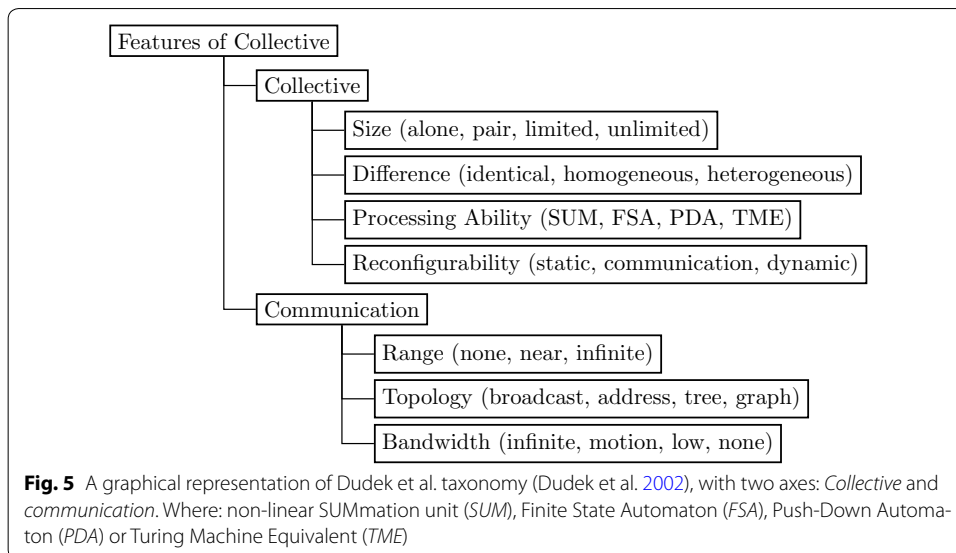 Features of Collective
Collective
Size (alone, pair, limited, unlimited)
Difference (identical, homogeneous, heterogeneous)
Processing Ability (SUM, FSA, PDA, TME)
Reconfigurability (static, communication, dynamic)
Communication
Range (none, near, infinite)
Topology (broadcast, address, tree, graph)
Bandwidth (infinite, motion, low, none)
Fig. 5 A graphical representation of Dudek et al. taxonomy (Dudek et al. 2002), with two axes: Collective and
communication. Where: non-linear SUMmation unit (SUM), Finite State Automaton (FSA), Push-Down Automa-
ton (PDA) or Turing Machine Equivalent (TME)